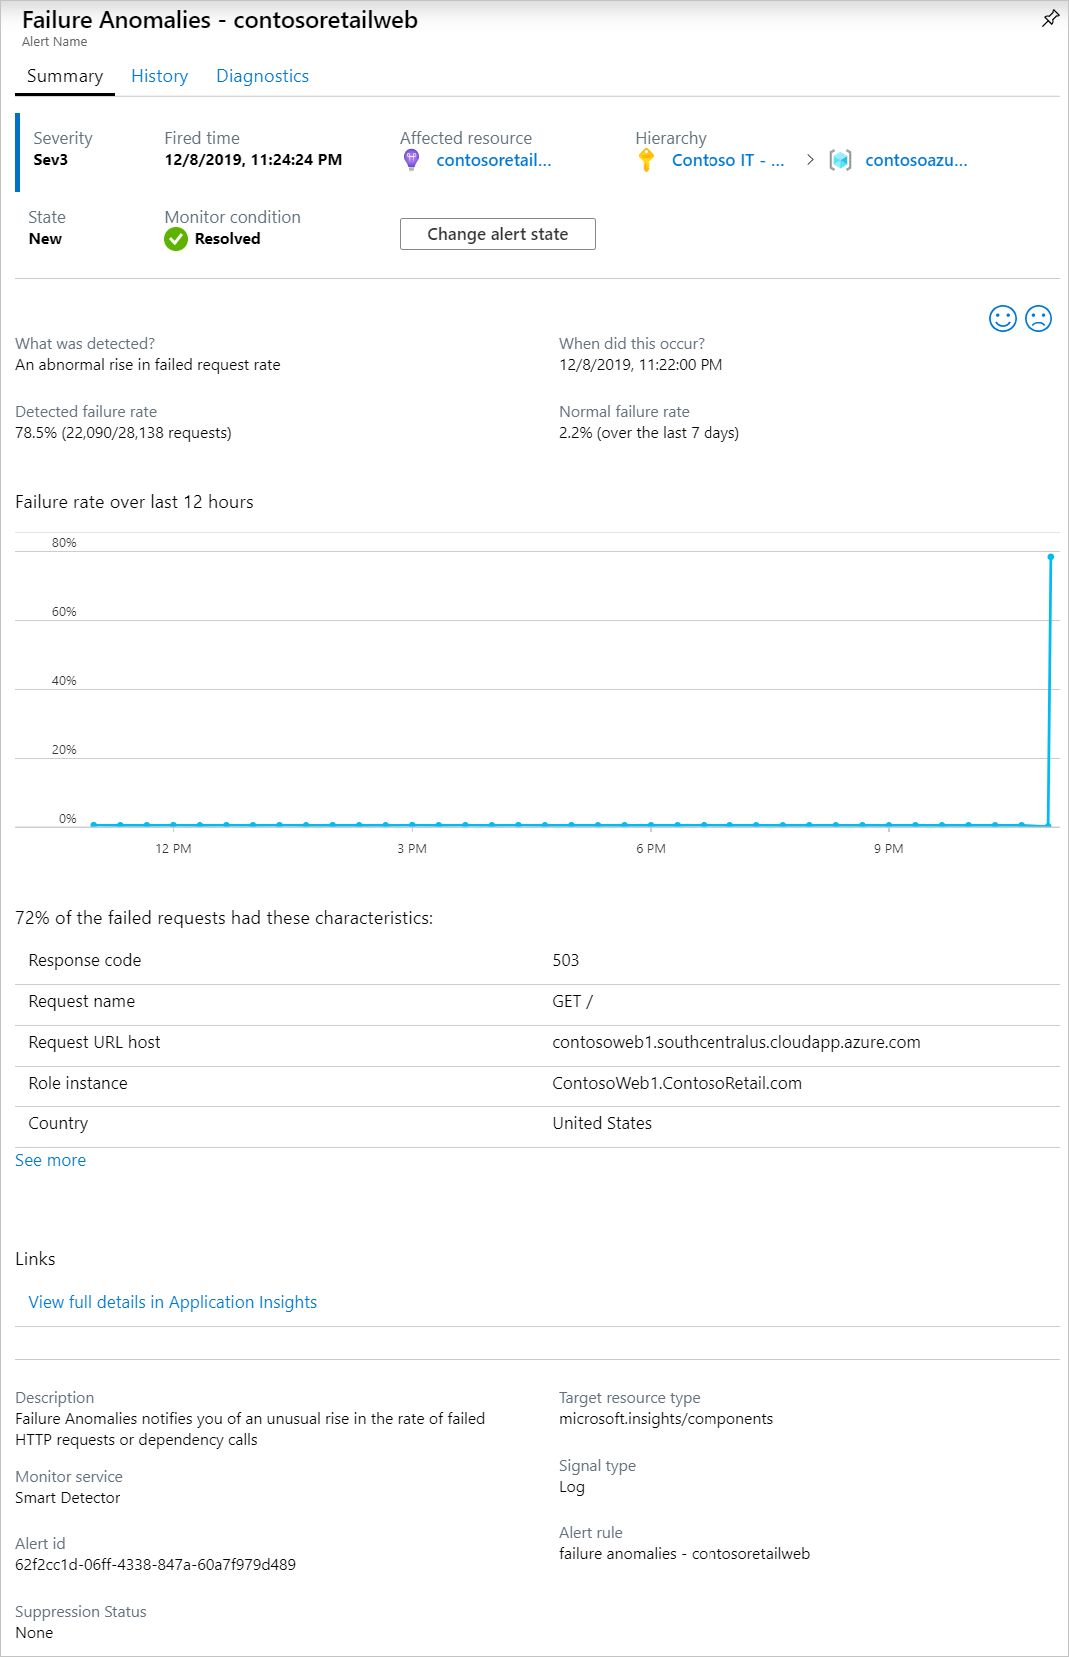 Failure Anomalies - contosoretailweb
Alert Name
Summary History Diagnostics
Severity Fired time Affected resource Hierarchy
Sev3 12/8/2019, 11:24:24 PM contosoretail... Contoso IT - ... > contosoazu...
State Monitor condition
New Resolved Change alert state
What was detected? When did this occur?
An abnormal rise in failed request rate 12/8/2019, 11:22:00 PM
Detected failure rate Normal failure rate
78.5% (22,090/28,138 requests) 2.2% (over the last 7 days)
Failure rate over last 12 hours
80%
60%
40%
20%
0%
12 PM 3 PM 6 PM 9 PM
72% of the failed requests had these characteristics:
Response code 503
Request name GET /
Request URL host contosoweb1.southcentralus.cloudapp.azure.com
Role instance ContosoWeb1.ContosoRetail.com
Country United States
See more
Links
View full details in Application Insights
Description Target resource type
Failure Anomalies notifies you of an unusual rise in the rate of failed microsoft.insights/components
HTTP requests or dependency calls
Signal type
Monitor service
Log
Smart Detector
Alert rule
Alert id
failure anomalies - contosoretailweb
62f2cc1d-06ff-4338-847a-60a7f979d489
Suppression Status
None